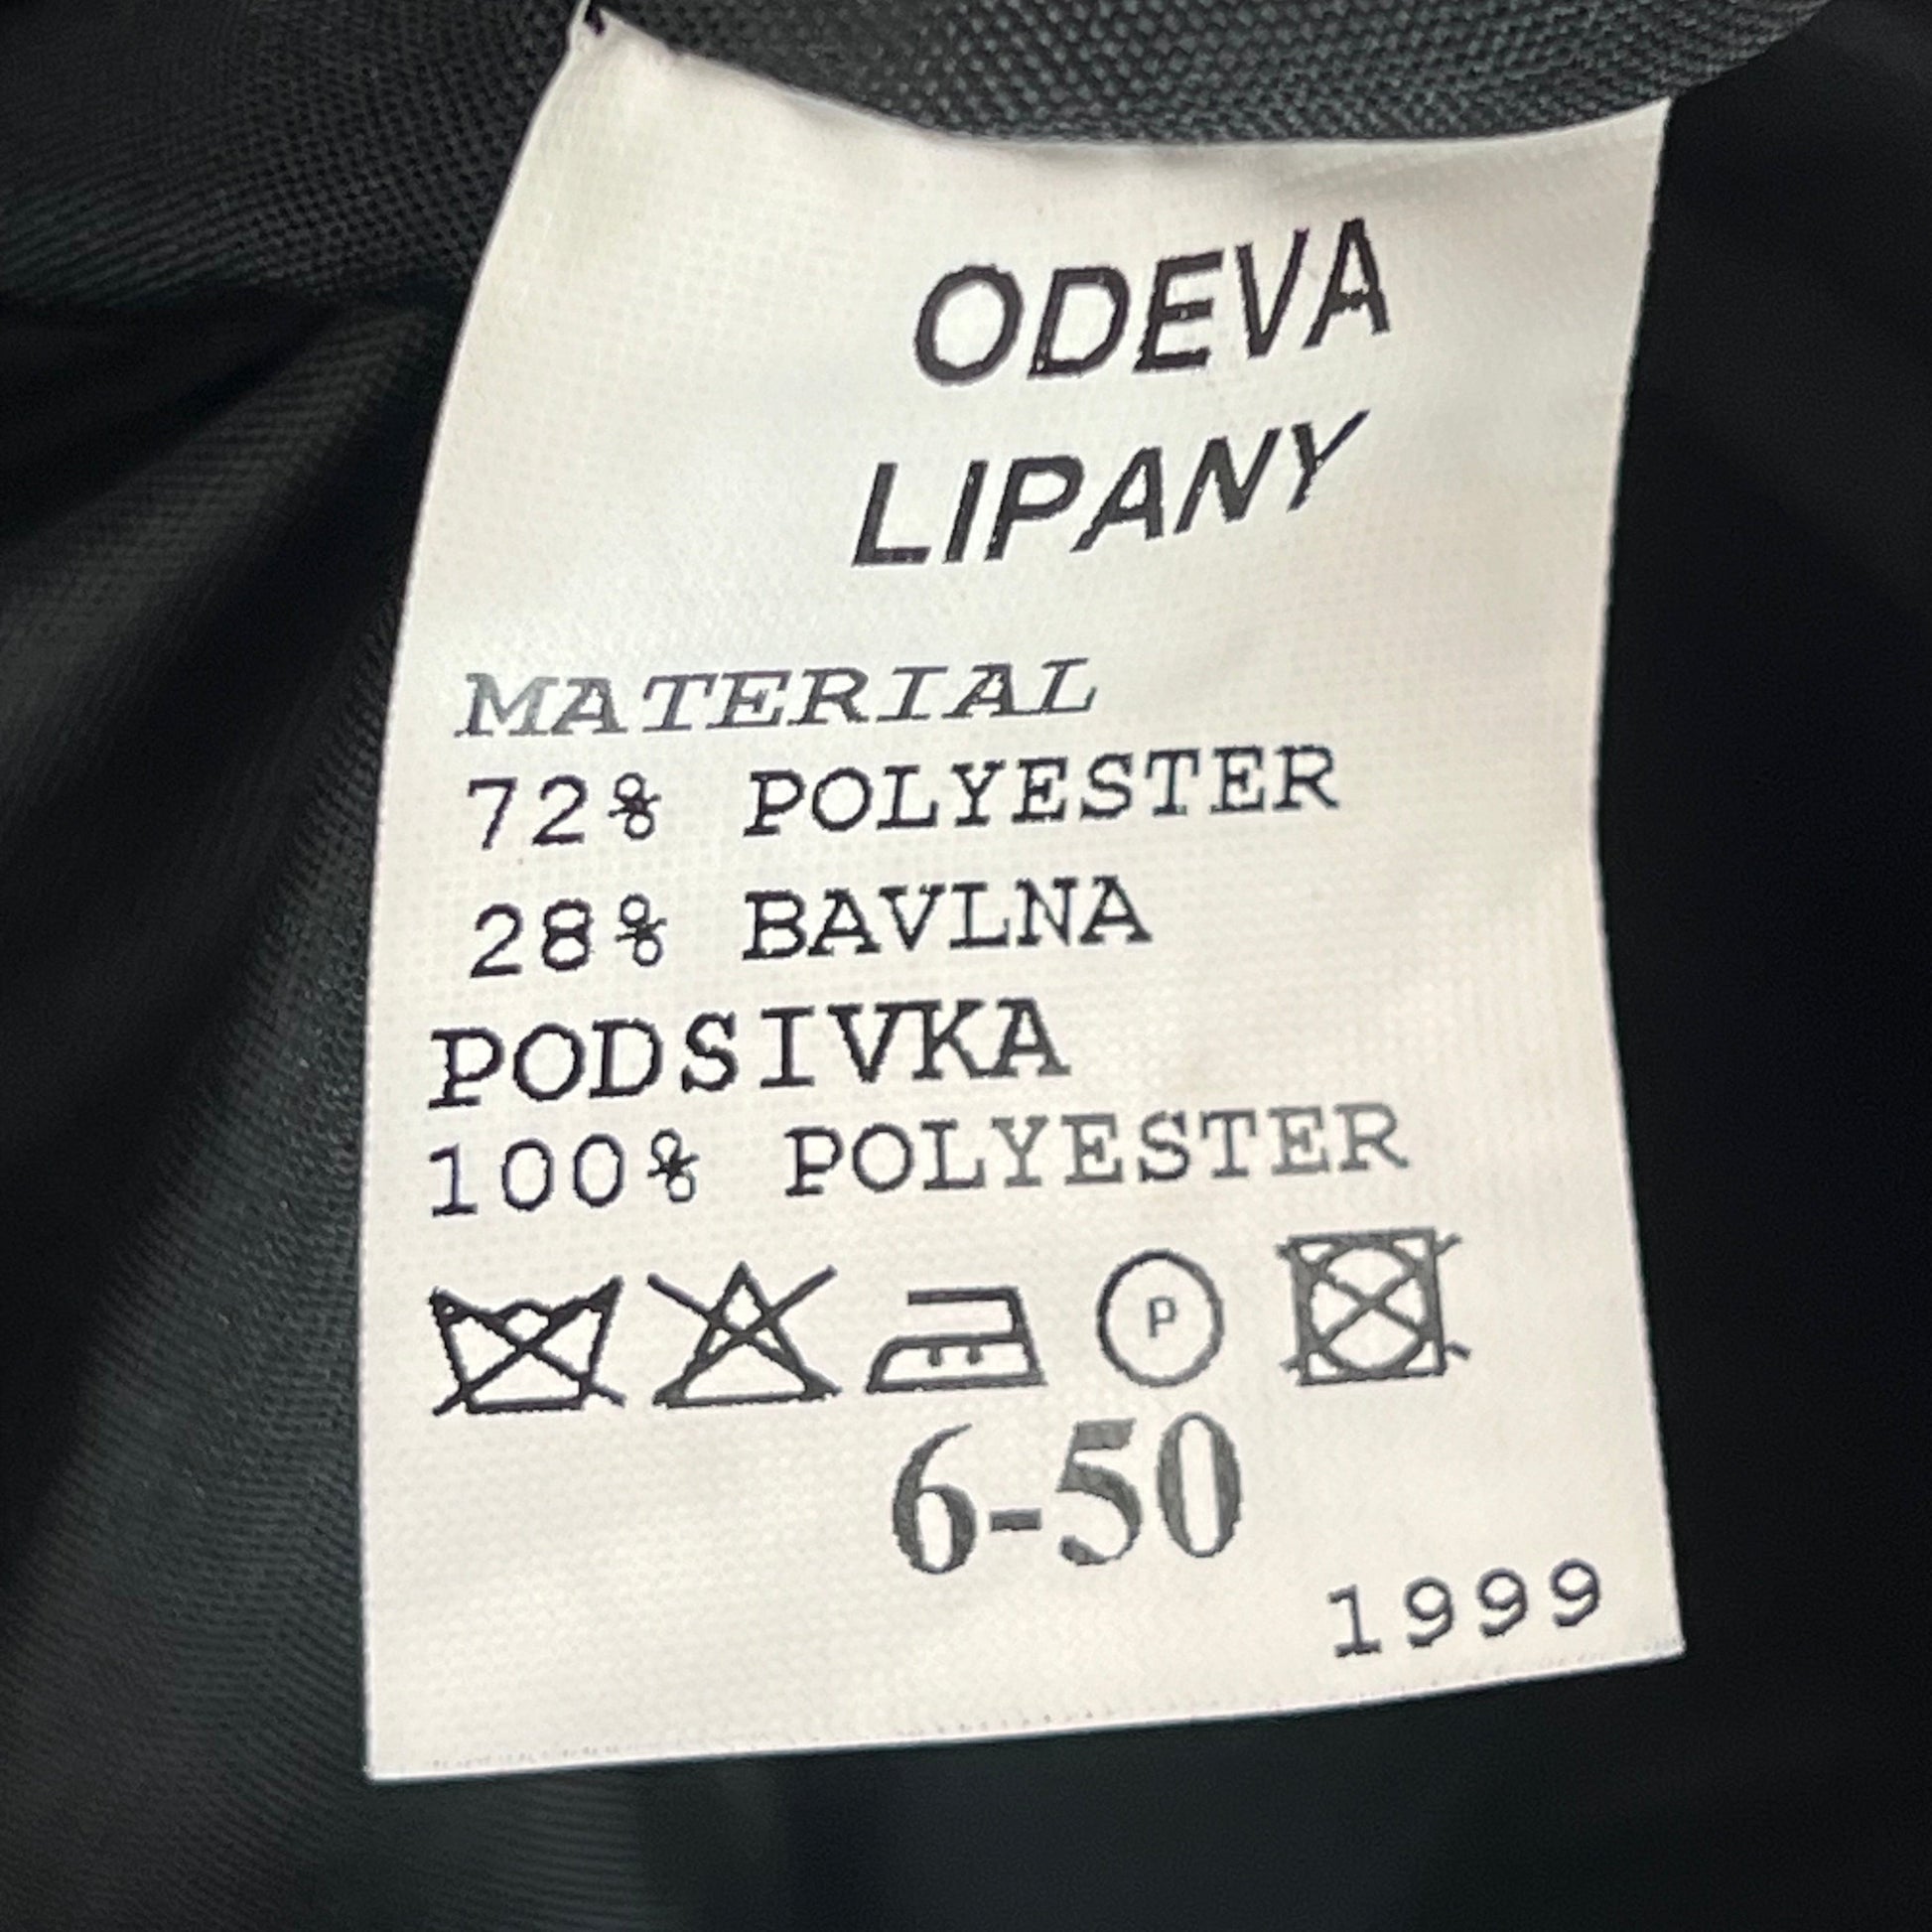 ODEVA
LIPANY
MATERIAL
72% POLYESTER
28% BAVLNA
PODSIVKA
100% POLYESTER
P
6-50
1999